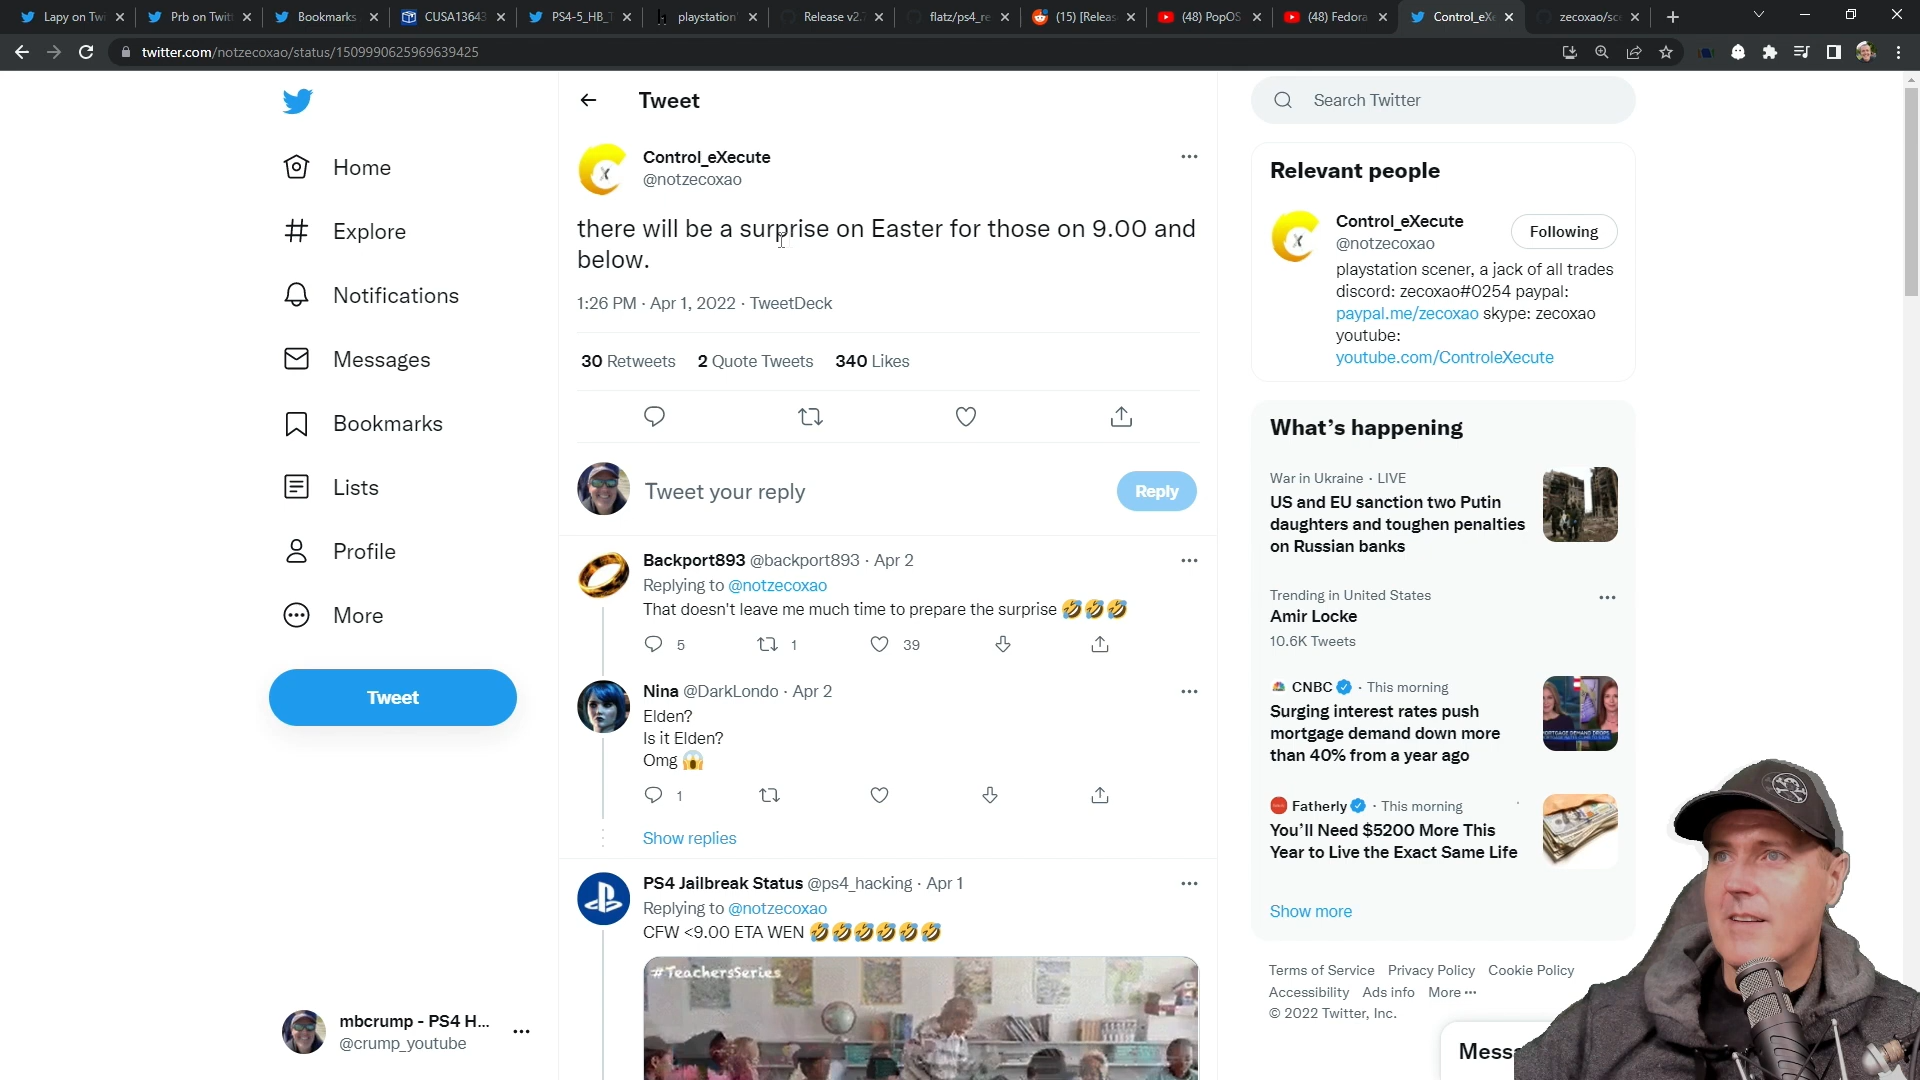 Lapy on Twi
Prb on Twit
Bookmarks
CUSA13643
PS4-5_HB_
playstation
Release v2.
flatz/ps4_re
(15) [Releas
(48) PopOS
(48) Fedora
Control_eXe
zecoxao/sc
twitter.com/notzecoxao/status/1509990625969639425
Home
Explore
Notifications
Messages
Bookmarks
Lists
Profile
More
Tweet
mbcrump - PS4 H...
@crump_youtube
Tweet
Control_eXecute
@notzecoxao
there will be a surprise on Easter for those on 9.00 and
below.
1:26 PM · Apr 1, 2022 · TweetDeck
30 Retweets 2 Quote Tweets 340 Likes
Tweet your reply
Reply
Backport893 @backport893 · Apr 2
Replying to @notzecoxao
That doesn't leave me much time to prepare the surprise 🤣🤣🤣
5 1 39
Nina @DarkLondo · Apr 2
Elden?
Is it Elden?
Omg 😱
1
Show replies
PS4 Jailbreak Status @ps4_hacking · Apr 1
Replying to @notzecoxao
CFW <9.00 ETA WEN 🤣🤣🤣🤣🤣🤣
#TeachersSeries
Search Twitter
Relevant people
Control_eXecute
@notzecoxao
Following
playstation scener, a jack of all trades
discord: zecoxao#0254 paypal:
paypal.me/zecoxao skype: zecoxao
youtube:
youtube.com/ControleXecute
What's happening
War in Ukraine · LIVE
US and EU sanction two Putin
daughters and toughen penalties
on Russian banks
Trending in United States
Amir Locke
10.6K Tweets
CNBC · This morning
Surging interest rates push
mortgage demand down more
than 40% from a year ago
Fatherly · This morning
You'll Need $5200 More This
Year to Live the Exact Same Life
Show more
Terms of Service Privacy Policy Cookie Policy
Accessibility Ads info More ···
© 2022 Twitter, Inc.
Mess